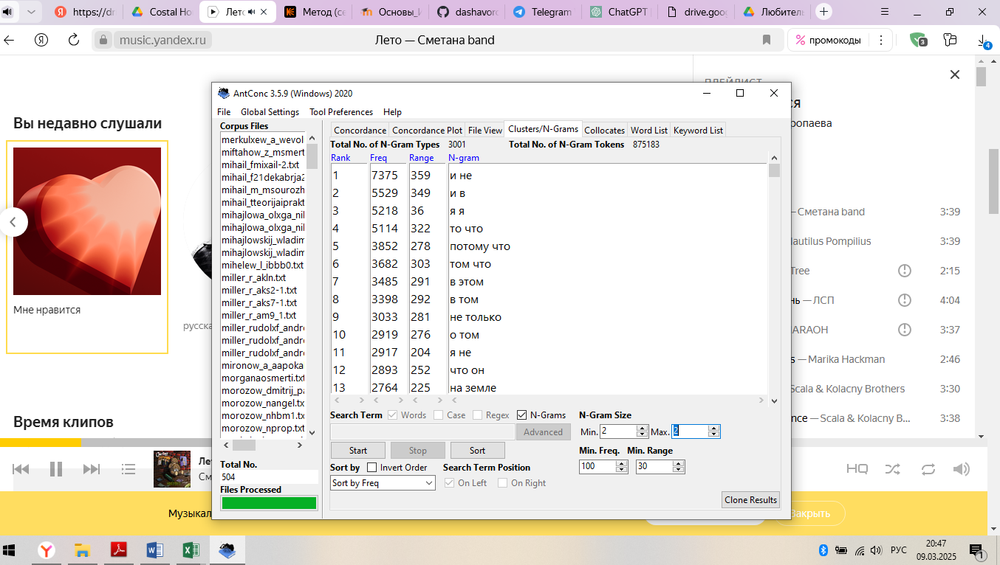 https://dr
Costal Ho
Лето
Метод (се
Основы_И
dashavoro
Telegram
ChatGPT
drive.goog
Любитель
music.yandex.ru
Лето — Сметана band
% промокоды
3
4
ПЛЕЙЛИСТ
Вы недавно слушали
Мне нравится
русска
Время клипов
— Сметана band 3:39
Nautilus Pompilius 3:39
Tree 2:15
нь — ЛСП 4:04
ARAOH 3:37
s — Marika Hackman 2:46
Scala & Kolacny Brothers 3:30
nce — Scala & Kolacny B... 3:38
AntConc 3.5.9 (Windows) 2020
File Global Settings Tool Preferences Help
Corpus Files
merkulxew_a_wevol
miftahow_z_msmert
mihail_fmixail-2.txt
mihail_f21dekabrja2
mihail_m_msourozh
mihail_tteorijaiprakt
mihajlowa_olxga_nil
mihajlowa_olxga_nil
mihajlowskij_wladim
mihajlowskij_wladim
mihelew_l_ibbb0.txt
miller_r_akln.txt
miller_r_aks2-1.txt
miller_r_aks7-1.txt
miller_r_am9_1.txt
miller_rudolxf_andre
miller_rudolxf_andre
miller_rudolxf_andre
mironow_a_aapoka
morganaosmerti.txt
morozow_dmitrij_pa
morozow_nangel.tx
morozow_nhbm1.txt
morozow_nprop.txt
Total No.
504
Files Processed
Concordance Concordance Plot File View Clusters/N-Grams Collocates Word List Keyword List
Total No. of N-Gram Types 3001 Total No. of N-Gram Tokens 875183
Rank Freq Range N-gram
1 7375 359 и не
2 5529 349 и в
3 5218 36 я я
4 5114 322 то что
5 3852 278 потому что
6 3682 303 том что
7 3485 291 в этом
8 3398 292 в том
9 3033 281 не только
10 2919 276 о том
11 2917 204 я не
12 2893 252 что он
13 2764 225 на земле
Search Term Words Case Regex N-Grams N-Gram Size
Advanced Min. 2 Max. 2
Start Stop Sort Min. Freq. Min. Range
100 30
Sort by Invert Order Search Term Position
Sort by Freq On Left On Right
Clone Results
Ле
См
HQ
Музыкал
Закрыть
РУС
20:47
09.03.2025
1